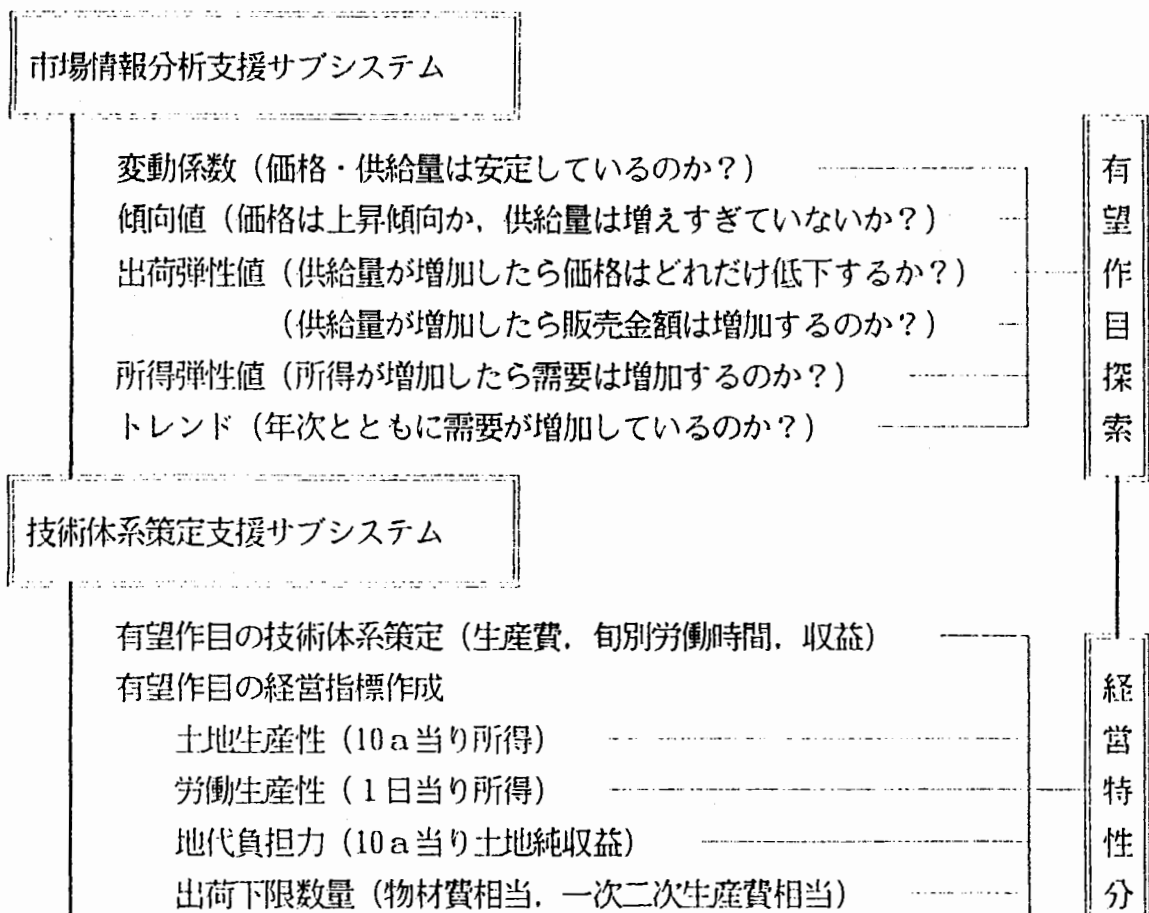 市場情報分析支援サブシステム
変動係数（価格・供給量は安定しているのか？）
傾向値（価格は上昇傾向か，供給量は増えすぎていないか？）
出荷弾性値（供給量が増加したら価格はどれだけ低下するか？）
（供給量が増加したら販売金額は増加するのか？）
所得弾性値（所得が増加したら需要は増加するのか？）
トレンド（年次とともに需要が増加しているのか？）
有望作目探索
技術体系策定支援サブシステム
有望作目の技術体系策定（生産費，旬別労働時間，収益）
有望作目の経営指標作成
土地生産性（10a当り所得）
労働生産性（1日当り所得）
地代負担力（10a当り土地純収益）
出荷下限数量（物材費相当，一次二次生産費相当）
経営特性分